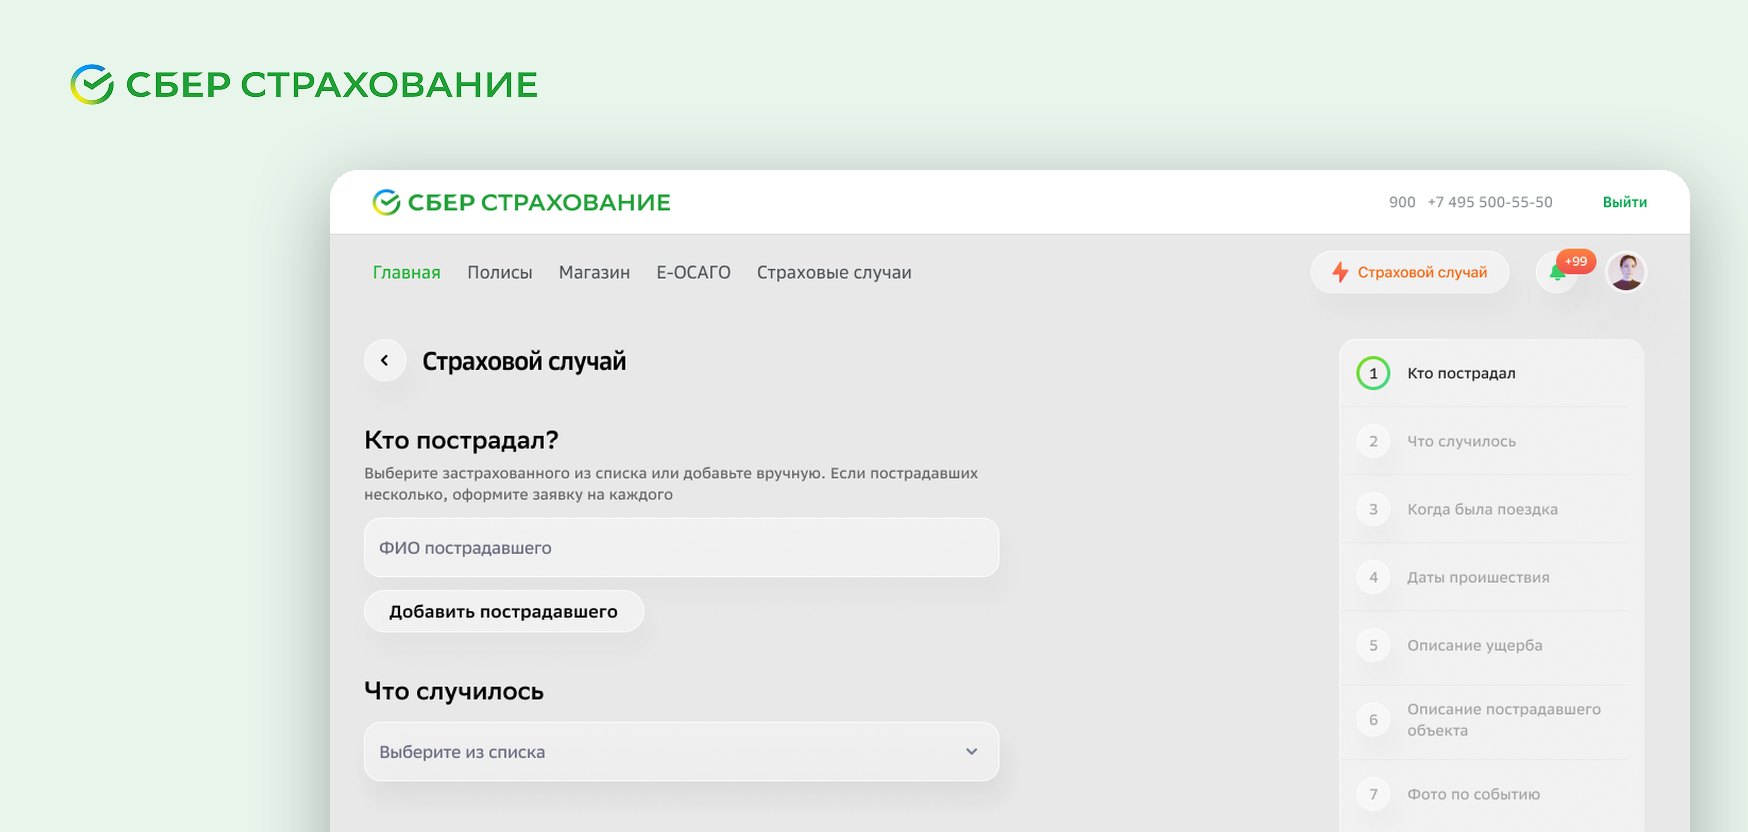 СБЕР СТРАХОВАНИЕ
СБЕР СТРАХОВАНИЕ
900 +7 495 500-55-50 Выйти
Главная Полисы Магазин Е-ОСАГО Страховые случаи
Страховой случай +99
Страховой случай
Кто пострадал?
Выберите застрахованного из списка или добавьте вручную. Если пострадавших
несколько, оформите заявку на каждого
ФИО пострадавшего
Добавить пострадавшего
Что случилось
Выберите из списка
1 Кто пострадал
2 Что случилось
3 Когда была поездка
4 Даты проишествия
5 Описание ущерба
6 Описание пострадавшего
объекта
7 Фото по событию